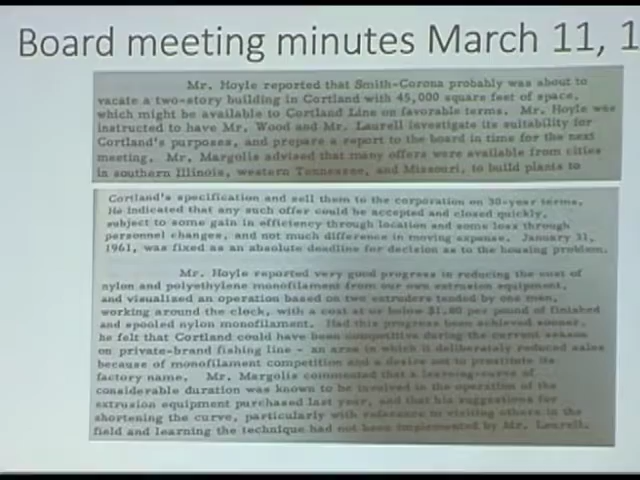 Board meeting minutes March 11, 1
Mr. Hoyle reported that Smith-Corona probably was about to
vacate a two-story building in Cortland with 45,000 square feet of space,
which might be available to Cortland Line on favorable terms. Mr. Hoyle was
instructed to have Mr. Wood and Mr. Laurell investigate its suitability for
Cortland's purposes, and prepare a report to the board in time for the next
meeting. Mr. Margolis advised that many offers were available from cities
in southern Illinois, western Tennessee, and Missouri, to build plants to
Cortland's specification and sell them to the corporation on 30-year terms.
He indicated that any such offer could be accepted and closed quickly,
subject to some gain in efficiency through location and some loss through
personnel changes, and not much difference in moving expense. January 31,
1961, was fixed as an absolute deadline for decision as to the housing problem.
Mr. Hoyle reported very good progress in reducing the cost of
nylon and polyethylene monofilament from our own extrusion equipment,
and visualized an operation based on two extruders tended by one man,
working around the clock, with a cost at or below $1.80 per pound of finished
and spooled nylon monofilament. Had this progress been achieved sooner,
he felt that Cortland could have been competitive during the current season
on private-brand fishing line - an area in which it deliberately reduced sales
because of monofilament competition and a desire not to prostitute its
factory name. Mr. Margolis commented that a learning-curve of
considerable duration was known to be involved in the operation of the
extrusion equipment purchased last year, and that his suggestions for
shortening the curve, particularly with reference to visiting others in the
field and learning the technique had not been implemented by Mr. Laurell.